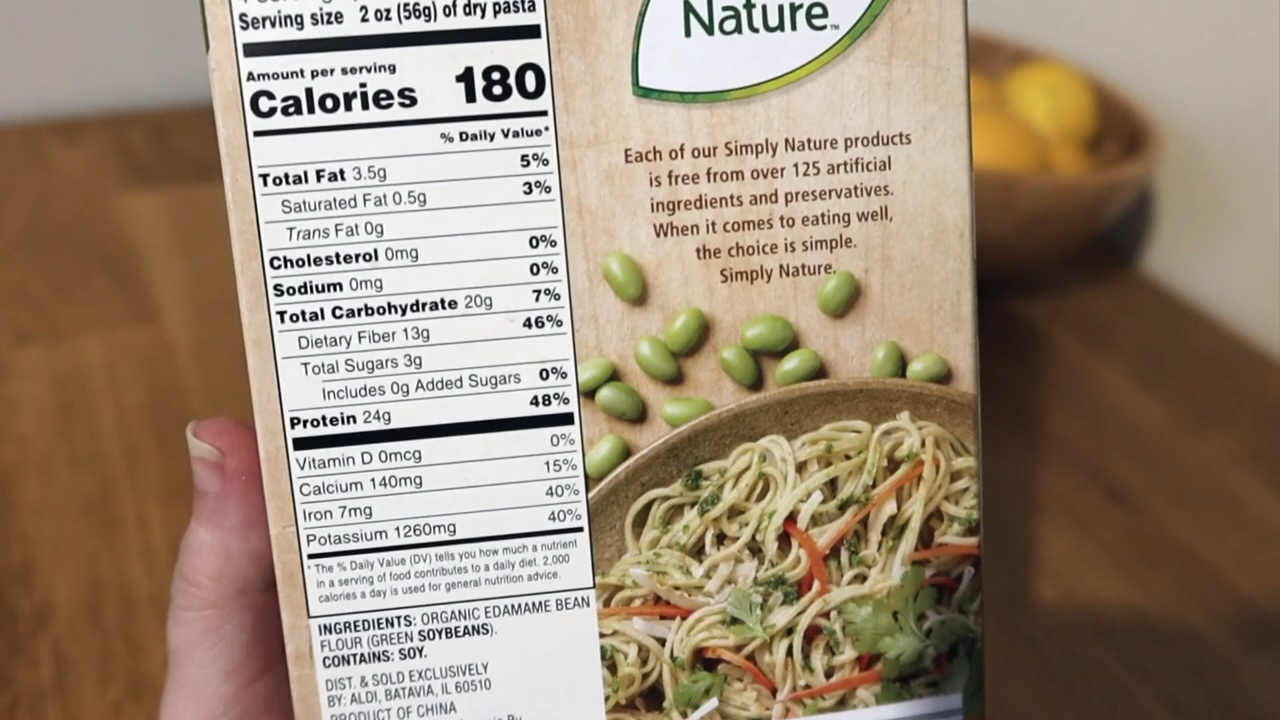 Serving size 2 oz (56g) of dry pasta
Amount per serving
Calories 180
% Daily Value*
Total Fat 3.5g 5%
Saturated Fat 0.5g 3%
Trans Fat 0g
Cholesterol 0mg 0%
Sodium 0mg 0%
Total Carbohydrate 20g 7%
Dietary Fiber 13g 46%
Total Sugars 3g
Includes 0g Added Sugars 0%
Protein 24g 48%
Vitamin D 0mcg 0%
Calcium 140mg 15%
Iron 7mg 40%
Potassium 1260mg 40%
* The % Daily Value (DV) tells you how much a nutrient
in a serving of food contributes to a daily diet. 2,000
calories a day is used for general nutrition advice.
INGREDIENTS: ORGANIC EDAMAME BEAN
FLOUR (GREEN SOYBEANS).
CONTAINS: SOY.
DIST. & SOLD EXCLUSIVELY
BY: ALDI, BATAVIA, IL 60510
PRODUCT OF CHINA
Nature™
Each of our Simply Nature products
is free from over 125 artificial
ingredients and preservatives.
When it comes to eating well,
the choice is simple.
Simply Nature.